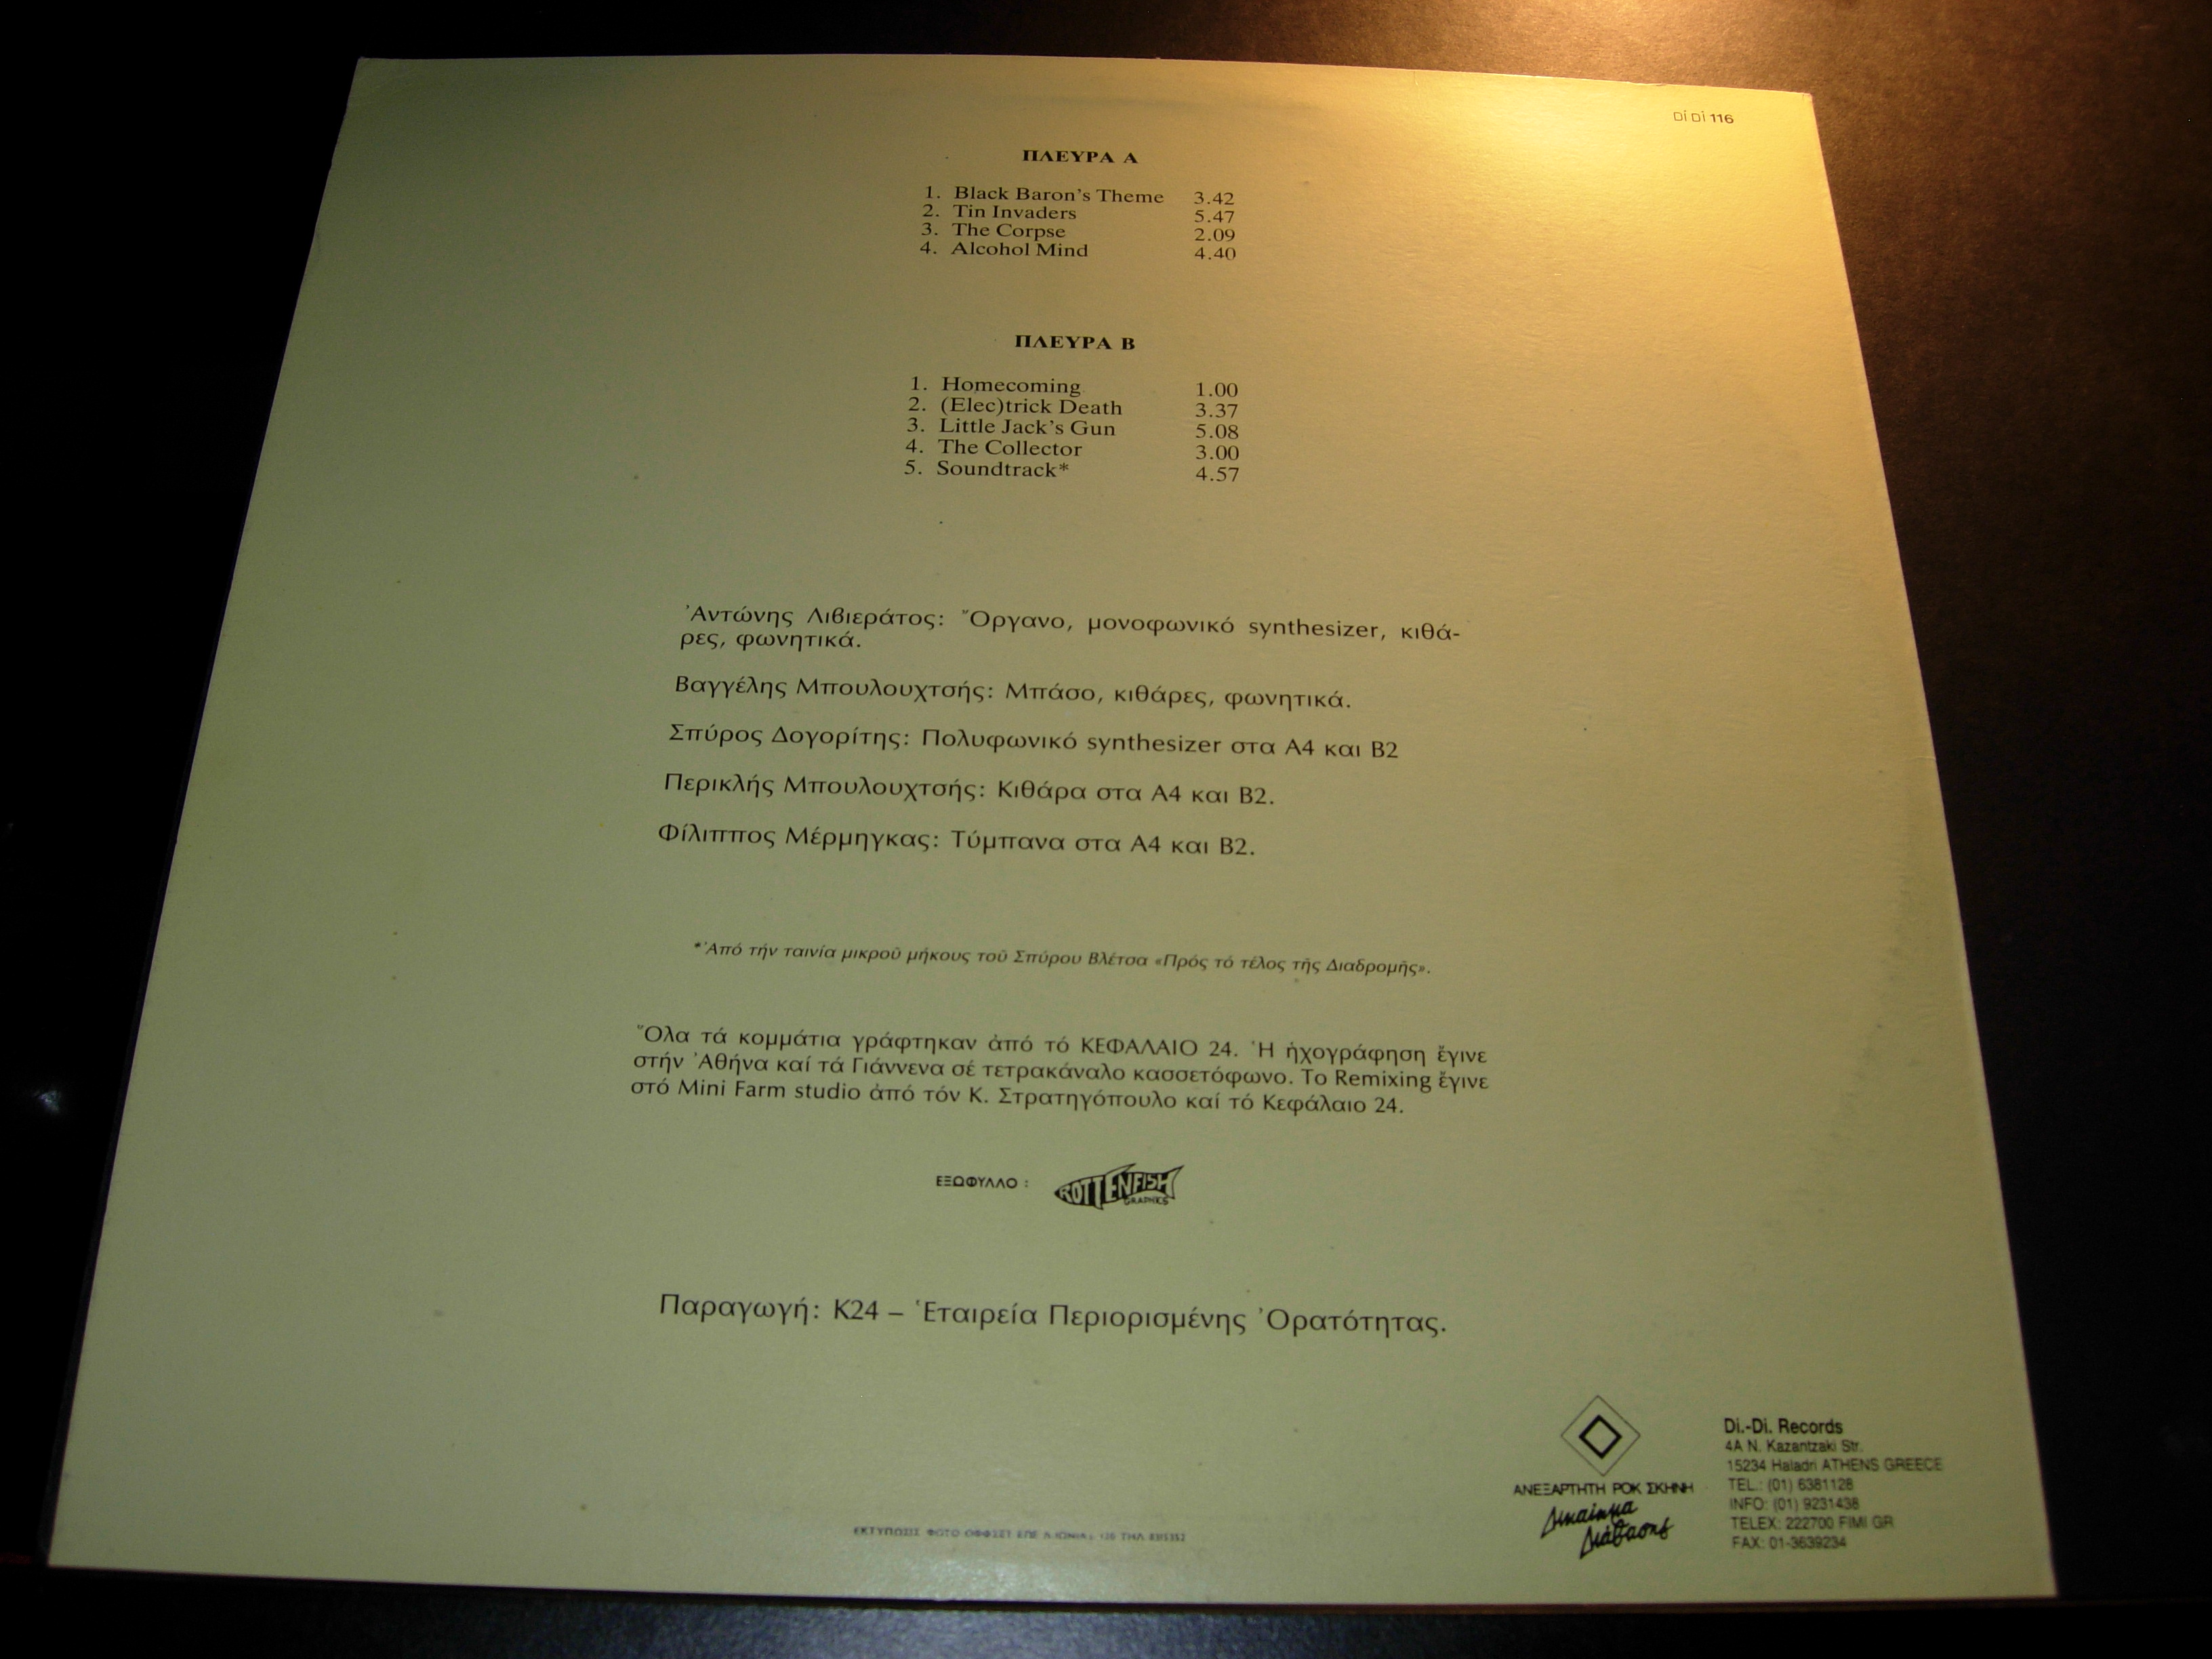 Di Di 116
ΠΛΕΥΡΑ Α
1. Black Baron's Theme 3.42
2. Tin Invaders 5.47
3. The Corpse 2.09
4. Alcohol Mind 4.40
ΠΛΕΥΡΑ Β
1. Homecoming 1.00
2. (Elec)trick Death 3.37
3. Little Jack's Gun 5.08
4. The Collector 3.00
5. Soundtrack* 4.57
Ἀντώνης Λιβιεράτος: Ὄργανο, μονοφωνικό synthesizer, κιθά-
ρες, φωνητικά.
Βαγγέλης Μπουλουχτσής: Μπάσο, κιθάρες, φωνητικά.
Σπύρος Δογορίτης: Πολυφωνικό synthesizer στα Α4 και Β2
Περικλής Μπουλουχτσής: Κιθάρα στα Α4 και Β2.
Φίλιππος Μέρμηγκας: Τύμπανα στα Α4 και Β2.
*Ἀπό τήν ταινία μικροῦ μήκους τοῦ Σπύρου Βλέτσα «Πρός τό τέλος τῆς Διαδρομῆς».
Ὅλα τά κομμάτια γράφτηκαν ἀπό τό ΚΕΦΑΛΑΙΟ 24. Ἡ ἠχογράφηση ἔγινε
στήν Ἀθήνα καί τά Γιάννενα σέ τετρακάναλο κασσετόφωνο. Το Remixing ἔγινε
στό Mini Farm studio ἀπό τόν Κ. Στρατηγόπουλο καί τό Κεφάλαιο 24.
ΕΞΩΦΥΛΛΟ : ROTTENFISH
GRAPHICS
Παραγωγή: Κ24 – Ἑταιρεία Περιορισμένης Ὁρατότητας.
ΑΝΕΞΑΡΤΗΤΗ ΡΟΚ ΣΚΗΝΗ
Δικαίωμα
Διάβασης
Di.-Di. Records
4A N. Kazantzaki Str.
15234 Haladri ATHENS GREECE
TEL.: (01) 6381128
INFO: (01) 9231438
TELEX: 222700 FIMI GR
FAX: 01-3639234
ΕΚΤΥΠΩΣΙΣ ΦΩΤΟ ΟΦΦΣΕΤ ΕΠΕ